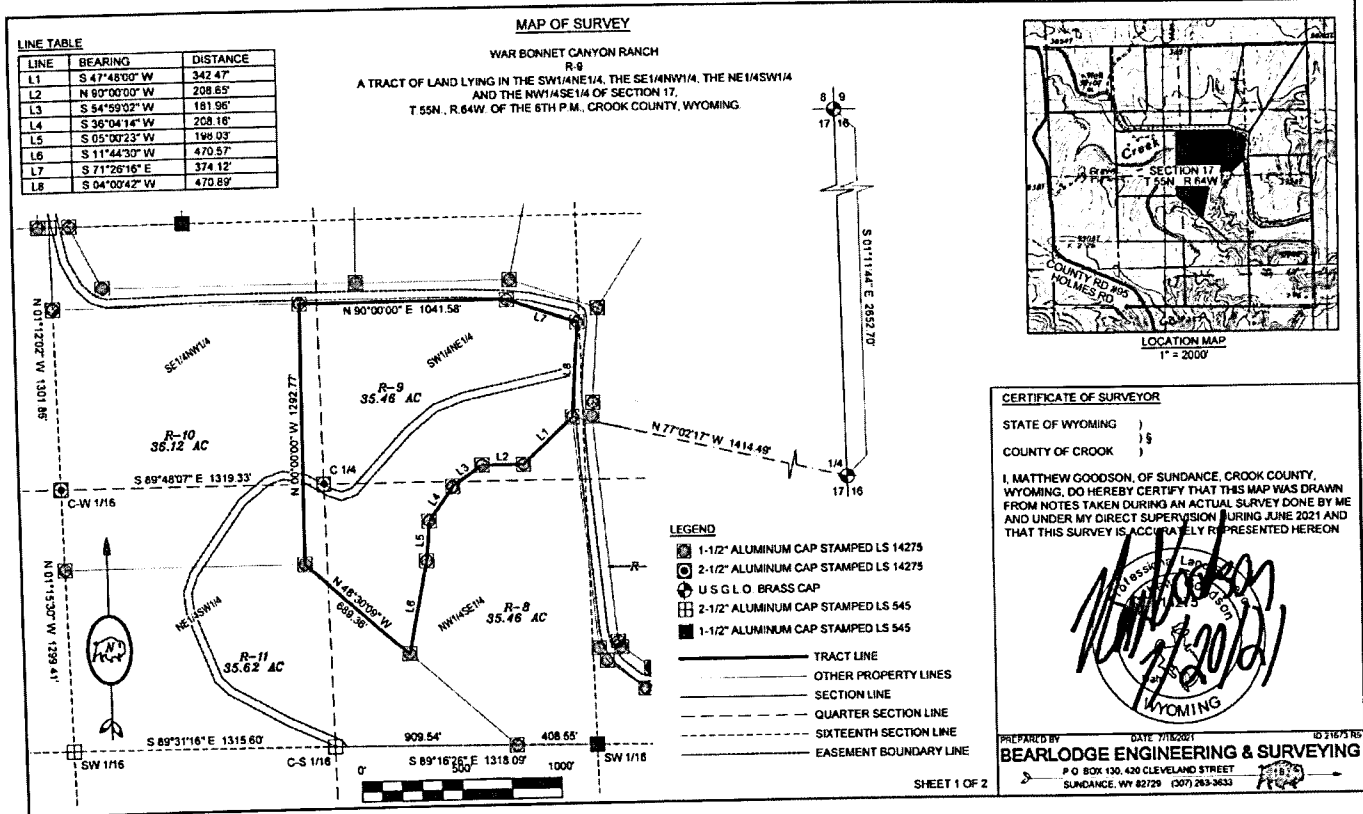 MAP OF SURVEY
WAR BONNET CANYON RANCH
R-9
A TRACT OF LAND LYING IN THE SW1/4NE1/4, THE SE1/4NW1/4, THE NE1/4SW1/4
AND THE NW1/4SE1/4 OF SECTION 17,
T.55N., R.64W. OF THE 6TH P.M., CROOK COUNTY, WYOMING
LINE TABLE
LINE BEARING DISTANCE
L1 S 47°48'00" W 342.47'
L2 N 90°00'00" W 208.65'
L3 S 54°59'02" W 181.96'
L4 S 36°04'14" W 208.16'
L5 S 05°00'23" W 198.03'
L6 S 11°44'30" W 470.57'
L7 S 71°26'16" E 374.12'
L8 S 04°00'42" W 470.89'
8 9
17 16
S 01°11'44" E 2652.70'
1/4
17 16
N 77°02'17" W 1414.49'
N 90°00'00" E 1041.58'
L7
L8
N 01°12'02" W 1301.86'
SE1/4NW1/4
SW1/4NE1/4
R-9
35.46 AC
N 00°00'00" W 1292.77'
R-10
36.12 AC
L1
L2
L3
L4
L5
L6
S 89°48'07" E 1319.33'
C 1/4
C-W 1/16
N 01°15'30" W 1299.41'
N
NE1/4SW1/4
N 48°30'09" W
689.36'
NW1/4SE1/4
R-8
35.46 AC
R-
R-11
35.62 AC
S 89°31'16" E 1315.60'
909.54'
408.55'
S 89°16'26" E 1318.09'
SW 1/16
C-S 1/16
SW 1/16
0' 500' 1000'
LEGEND
1-1/2" ALUMINUM CAP STAMPED LS 14275
2-1/2" ALUMINUM CAP STAMPED LS 14275
U S G L O BRASS CAP
2-1/2" ALUMINUM CAP STAMPED LS 545
1-1/2" ALUMINUM CAP STAMPED LS 545
TRACT LINE
OTHER PROPERTY LINES
SECTION LINE
QUARTER SECTION LINE
SIXTEENTH SECTION LINE
EASEMENT BOUNDARY LINE
SHEET 1 OF 2
Creek
SECTION 17
T 55N R 64W
COUNTY RD #95
HOLMES RD
LOCATION MAP
1" = 2000'
CERTIFICATE OF SURVEYOR
STATE OF WYOMING )
) §
COUNTY OF CROOK )
I, MATTHEW GOODSON, OF SUNDANCE, CROOK COUNTY,
WYOMING, DO HEREBY CERTIFY THAT THIS MAP WAS DRAWN
FROM NOTES TAKEN DURING AN ACTUAL SURVEY DONE BY ME
AND UNDER MY DIRECT SUPERVISION DURING JUNE 2021 AND
THAT THIS SURVEY IS ACCURATELY REPRESENTED HEREON
7/20/21
WYOMING
PREPARED BY DATE 7/18/2021
BEARLODGE ENGINEERING & SURVEYING
P O BOX 130, 420 CLEVELAND STREET
SUNDANCE, WY 82729 (307) 283-3633